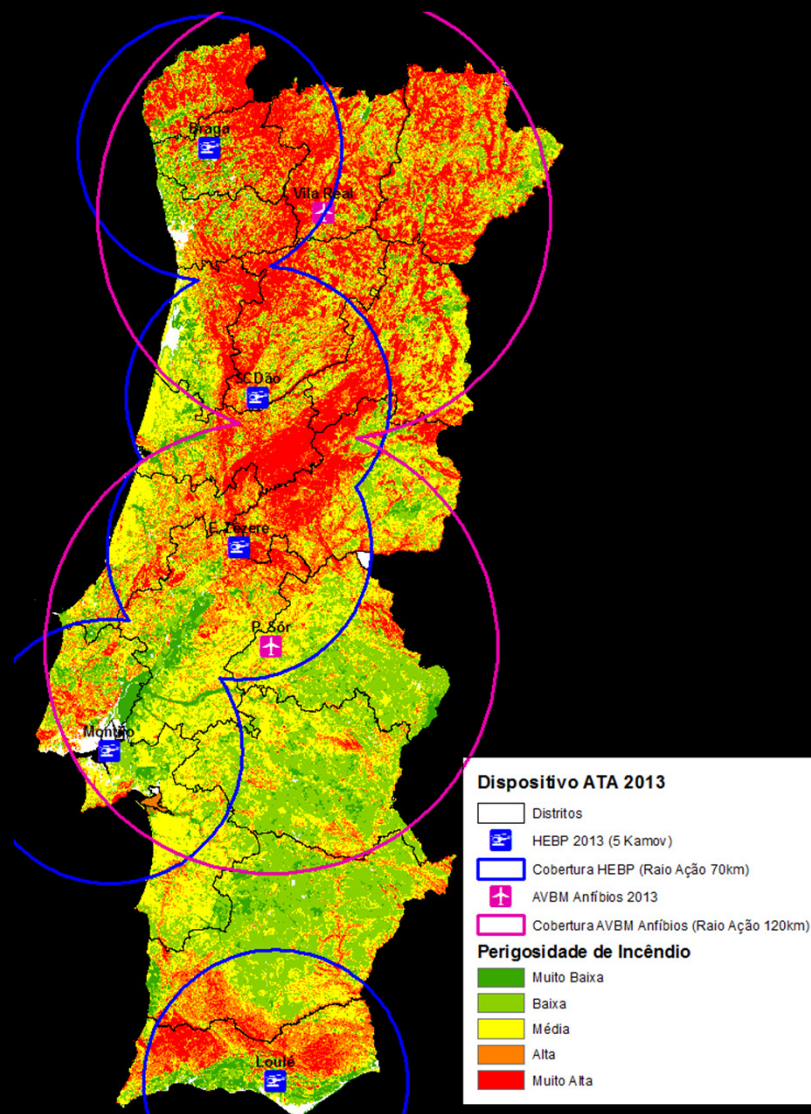 Braga
Vila Real
S.C.Dão
F. Zêzere
P. Sôr
Montijo
Loulé
Dispositivo ATA 2013
Distritos
HEBP 2013 (5 Kamov)
Cobertura HEBP (Raio Ação 70km)
AVBM Anfíbios 2013
Cobertura AVBM Anfíbios (Raio Ação 120km)
Perigosidade de Incêndio
Muito Baixa
Baixa
Média
Alta
Muito Alta